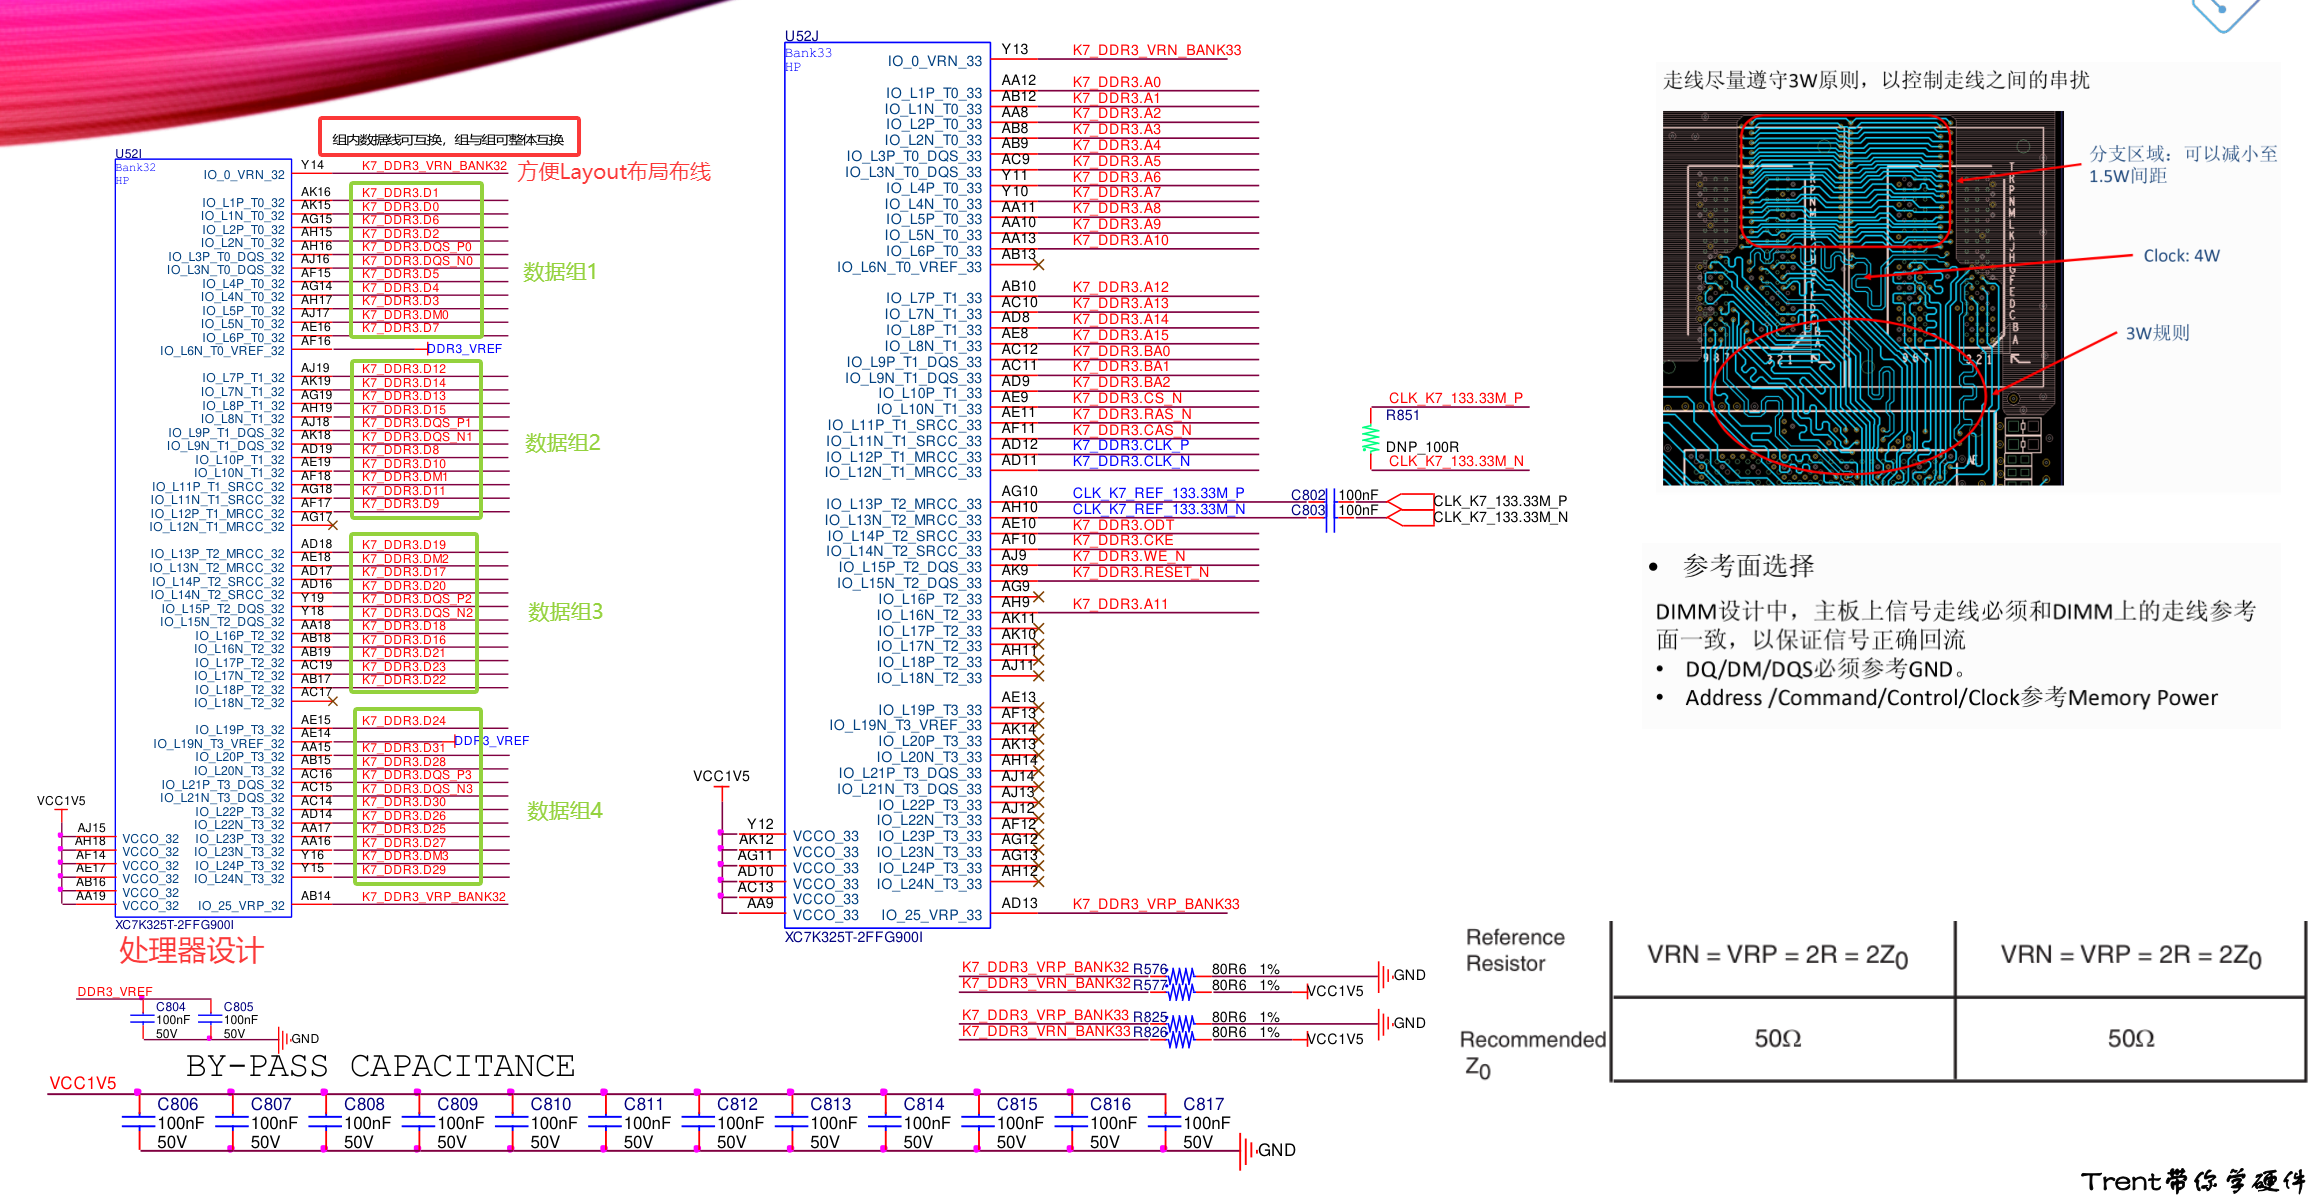 组内数据线可互换，组与组可整体互换
方便Layout布局布线
U52I
Bank32
HP
IO_0_VRN_32 Y14 K7_DDR3_VRN_BANK32
IO_L1P_T0_32 AK16 K7_DDR3.D1
IO_L1N_T0_32 AK15 K7_DDR3.D0
IO_L2P_T0_32 AG15 K7_DDR3.D6
IO_L2N_T0_32 AH15 K7_DDR3.D2
IO_L3P_T0_DQS_32 AH16 K7_DDR3.DQS_P0
IO_L3N_T0_DQS_32 AJ16 K7_DDR3.DQS_N0
IO_L4P_T0_32 AF15 K7_DDR3.D5
IO_L4N_T0_32 AG14 K7_DDR3.D4
IO_L5P_T0_32 AH17 K7_DDR3.D3
IO_L5N_T0_32 AJ17 K7_DDR3.DM0
IO_L6P_T0_32 AE16 K7_DDR3.D7
IO_L6N_T0_VREF_32 AF16 DDR3_VREF
数据组1
IO_L7P_T1_32 AJ19 K7_DDR3.D12
IO_L7N_T1_32 AK19 K7_DDR3.D14
IO_L8P_T1_32 AG19 K7_DDR3.D13
IO_L8N_T1_32 AH19 K7_DDR3.D15
IO_L9P_T1_DQS_32 AJ18 K7_DDR3.DQS_P1
IO_L9N_T1_DQS_32 AK18 K7_DDR3.DQS_N1
IO_L10P_T1_32 AD19 K7_DDR3.D8
IO_L10N_T1_32 AE19 K7_DDR3.D10
IO_L11P_T1_SRCC_32 AF18 K7_DDR3.DM1
IO_L11N_T1_SRCC_32 AG18 K7_DDR3.D11
IO_L12P_T1_MRCC_32 AF17 K7_DDR3.D9
IO_L12N_T1_MRCC_32 AG17
数据组2
IO_L13P_T2_MRCC_32 AD18 K7_DDR3.D19
IO_L13N_T2_MRCC_32 AE18 K7_DDR3.DM2
IO_L14P_T2_SRCC_32 AD17 K7_DDR3.D17
IO_L14N_T2_SRCC_32 AD16 K7_DDR3.D20
IO_L15P_T2_DQS_32 Y19 K7_DDR3.DQS_P2
IO_L15N_T2_DQS_32 Y18 K7_DDR3.DQS_N2
IO_L16P_T2_32 AA18 K7_DDR3.D18
IO_L16N_T2_32 AB18 K7_DDR3.D16
IO_L17P_T2_32 AB19 K7_DDR3.D21
IO_L17N_T2_32 AC19 K7_DDR3.D23
IO_L18P_T2_32 AB17 K7_DDR3.D22
IO_L18N_T2_32 AC17
数据组3
IO_L19P_T3_32 AE15 K7_DDR3.D24
IO_L19N_T3_VREF_32 AE14 DDR3_VREF
IO_L20P_T3_32 AA15 K7_DDR3.D31
IO_L20N_T3_32 AB15 K7_DDR3.D28
IO_L21P_T3_DQS_32 AC16 K7_DDR3.DQS_P3
IO_L21N_T3_DQS_32 AC15 K7_DDR3.DQS_N3
IO_L22P_T3_32 AC14 K7_DDR3.D30
IO_L22N_T3_32 AD14 K7_DDR3.D26
IO_L23P_T3_32 AA17 K7_DDR3.D25
IO_L23N_T3_32 AA16 K7_DDR3.D27
IO_L24P_T3_32 Y16 K7_DDR3.DM3
IO_L24N_T3_32 Y15 K7_DDR3.D29
数据组4
IO_25_VRP_32 AB14 K7_DDR3_VRP_BANK32
VCC1V5
AJ15 VCCO_32
AH18 VCCO_32
AF14 VCCO_32
AE17 VCCO_32
AB16 VCCO_32
AA19 VCCO_32
XC7K325T-2FFG900I
处理器设计
U52J
Bank33
HP
IO_0_VRN_33 Y13 K7_DDR3_VRN_BANK33
IO_L1P_T0_33 AA12 K7_DDR3.A0
IO_L1N_T0_33 AB12 K7_DDR3.A1
IO_L2P_T0_33 AA8 K7_DDR3.A2
IO_L2N_T0_33 AB8 K7_DDR3.A3
IO_L3P_T0_DQS_33 AB9 K7_DDR3.A4
IO_L3N_T0_DQS_33 AC9 K7_DDR3.A5
IO_L4P_T0_33 Y11 K7_DDR3.A6
IO_L4N_T0_33 Y10 K7_DDR3.A7
IO_L5P_T0_33 AA11 K7_DDR3.A8
IO_L5N_T0_33 AA10 K7_DDR3.A9
IO_L6P_T0_33 AA13 K7_DDR3.A10
IO_L6N_T0_VREF_33 AB13
IO_L7P_T1_33 AB10 K7_DDR3.A12
IO_L7N_T1_33 AC10 K7_DDR3.A13
IO_L8P_T1_33 AD8 K7_DDR3.A14
IO_L8N_T1_33 AE8 K7_DDR3.A15
IO_L9P_T1_DQS_33 AC12 K7_DDR3.BA0
IO_L9N_T1_DQS_33 AC11 K7_DDR3.BA1
IO_L10P_T1_33 AD9 K7_DDR3.BA2
IO_L10N_T1_33 AE9 K7_DDR3.CS_N
IO_L11P_T1_SRCC_33 AE11 K7_DDR3.RAS_N
IO_L11N_T1_SRCC_33 AF11 K7_DDR3.CAS_N
IO_L12P_T1_MRCC_33 AD12 K7_DDR3.CLK_P
IO_L12N_T1_MRCC_33 AD11 K7_DDR3.CLK_N
IO_L13P_T2_MRCC_33 AG10 CLK_K7_REF_133.33M_P C802 100nF CLK_K7_133.33M_P
IO_L13N_T2_MRCC_33 AH10 CLK_K7_REF_133.33M_N C803 100nF CLK_K7_133.33M_N
IO_L14P_T2_SRCC_33 AE10 K7_DDR3.ODT
IO_L14N_T2_SRCC_33 AF10 K7_DDR3.CKE
IO_L15P_T2_DQS_33 AJ9 K7_DDR3.WE_N
IO_L15N_T2_DQS_33 AK9 K7_DDR3.RESET_N
IO_L16P_T2_33 AG9
IO_L16N_T2_33 AH9 K7_DDR3.A11
IO_L17P_T2_33 AK11
IO_L17N_T2_33 AK10
IO_L18P_T2_33 AH11
IO_L18N_T2_33 AJ11
IO_L19P_T3_33 AE13
IO_L19N_T3_VREF_33 AF13
IO_L20P_T3_33 AK14
IO_L20N_T3_33 AK13
IO_L21P_T3_DQS_33 AH14
IO_L21N_T3_DQS_33 AJ14
IO_L22P_T3_33 AJ13
IO_L22N_T3_33 AJ12
IO_L23P_T3_33 AF12
IO_L23N_T3_33 AG12
IO_L24P_T3_33 AG13
IO_L24N_T3_33 AH12
IO_25_VRP_33 AD13 K7_DDR3_VRP_BANK33
VCC1V5
Y12 VCCO_33
AK12 VCCO_33
AG11 VCCO_33
AD10 VCCO_33
AC13 VCCO_33
AA9 VCCO_33
XC7K325T-2FFG900I
CLK_K7_133.33M_P
R851
DNP_100R
CLK_K7_133.33M_N
走线尽量遵守3W原则，以控制走线之间的串扰
分支区域：可以减小至
1.5W间距
Clock: 4W
3W规则
• 参考面选择
DIMM设计中，主板上信号走线必须和DIMM上的走线参考
面一致，以保证信号正确回流
• DQ/DM/DQS必须参考GND。
• Address /Command/Control/Clock参考Memory Power
K7_DDR3_VRP_BANK32 R576 80R6 1% GND
K7_DDR3_VRN_BANK32 R577 80R6 1% VCC1V5
K7_DDR3_VRP_BANK33 R825 80R6 1% GND
K7_DDR3_VRN_BANK33 R826 80R6 1% VCC1V5
Reference
Resistor
VRN = VRP = 2R = 2Z0 VRN = VRP = 2R = 2Z0
Recommended
Z0
50Ω 50Ω
DDR3_VREF
C804 C805
100nF 100nF
50V 50V
GND
BY-PASS CAPACITANCE
VCC1V5
C806 C807 C808 C809 C810 C811 C812 C813 C814 C815 C816 C817
100nF 100nF 100nF 100nF 100nF 100nF 100nF 100nF 100nF 100nF 100nF 100nF
50V 50V 50V 50V 50V 50V 50V 50V 50V 50V 50V 50V
GND
Trent带你学硬件